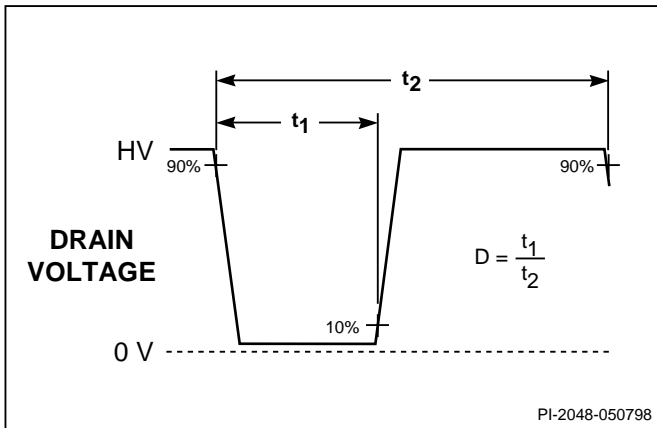 t2
t1
HV
90%
90%
DRAIN
VOLTAGE
D = t1
t2
10%
0 V
PI-2048-050798